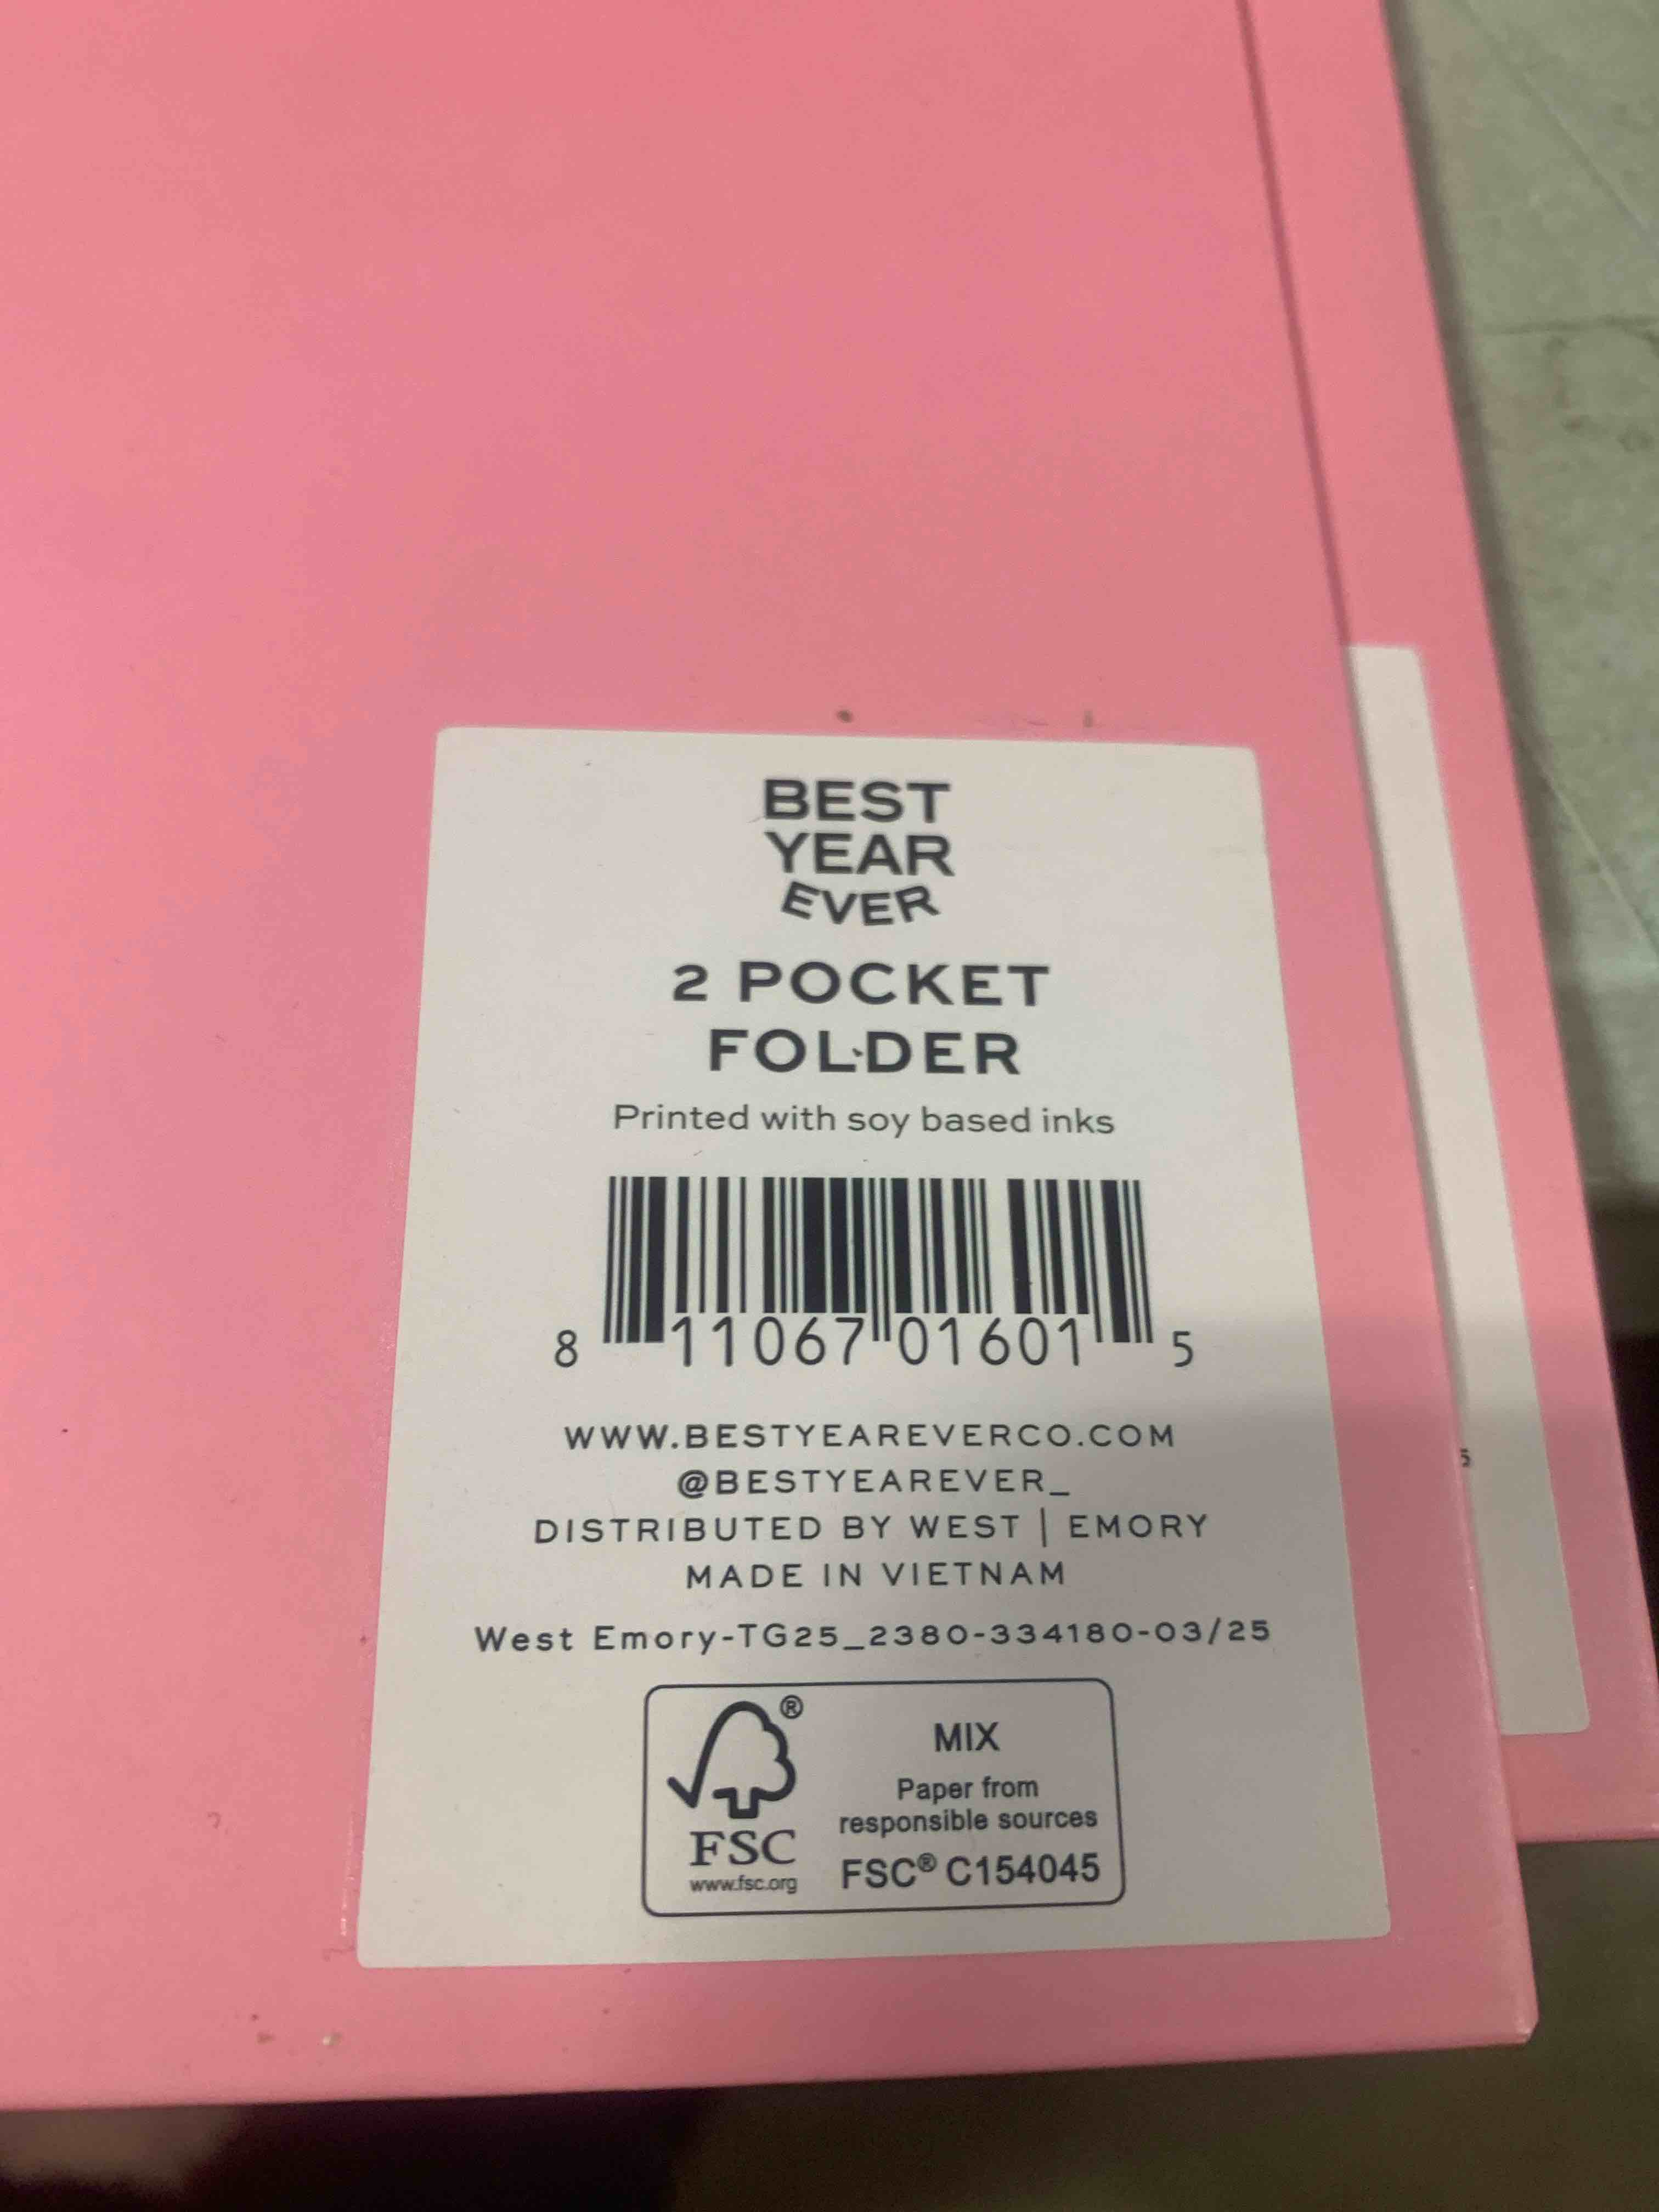 BEST
YEAR
EVER
2 POCKET
FOLDER
Printed with soy based inks
8 11067 01601 5
WWW.BESTYEAREVERCO.COM
@BESTYEAREVER_
DISTRIBUTED BY WEST | EMORY
MADE IN VIETNAM
West Emory-TG25_2380-334180-03/25
®
MIX
Paper from
responsible sources
FSC
www.fsc.org
FSC® C154045
5